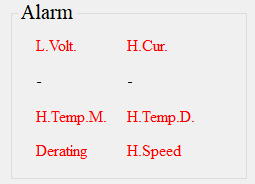 Alarm
L.Volt. H.Cur.
- -
H.Temp.M. H.Temp.D.
Derating H.Speed